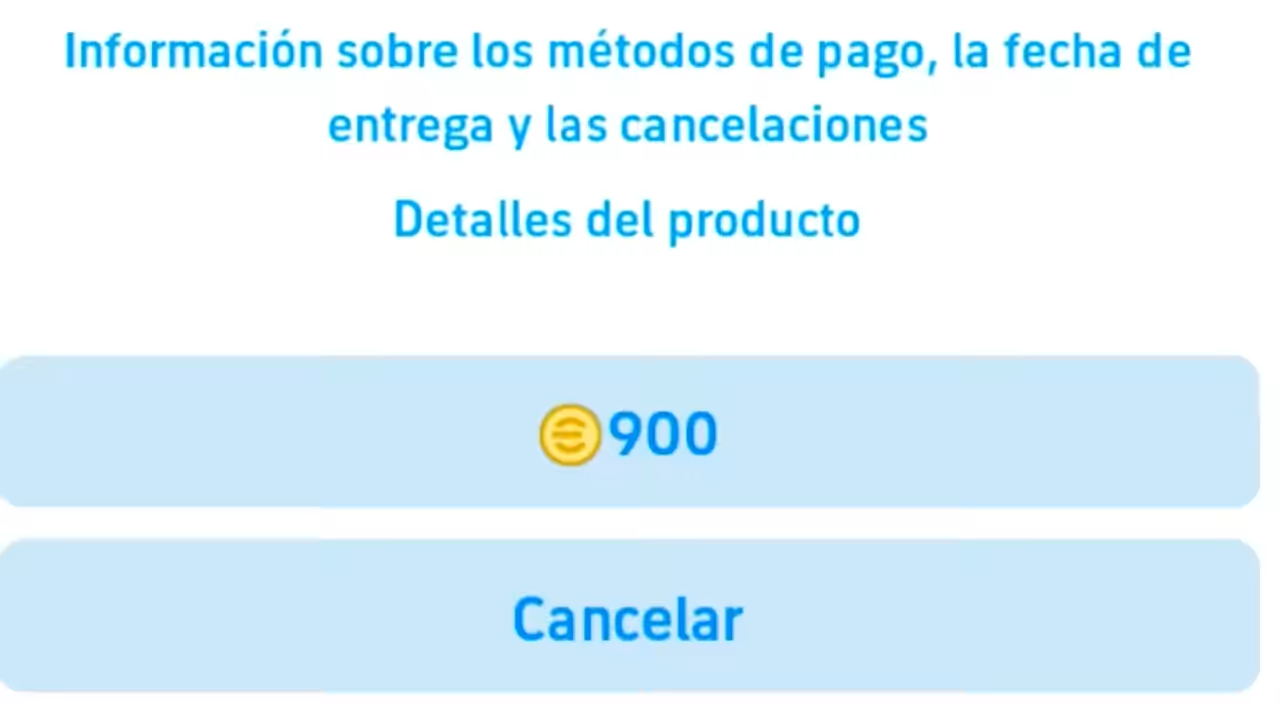 Información sobre los métodos de pago, la fecha de
entrega y las cancelaciones
Detalles del producto
900
Cancelar